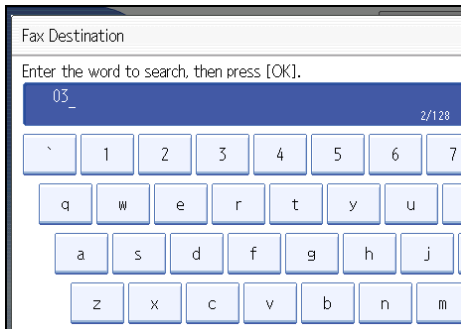 Fax Destination
Enter the word to search, then press [OK].
03_
2/128
` 1 2 3 4 5 6 7
q w e r t y u
a s d f g h j
z x c v b n m